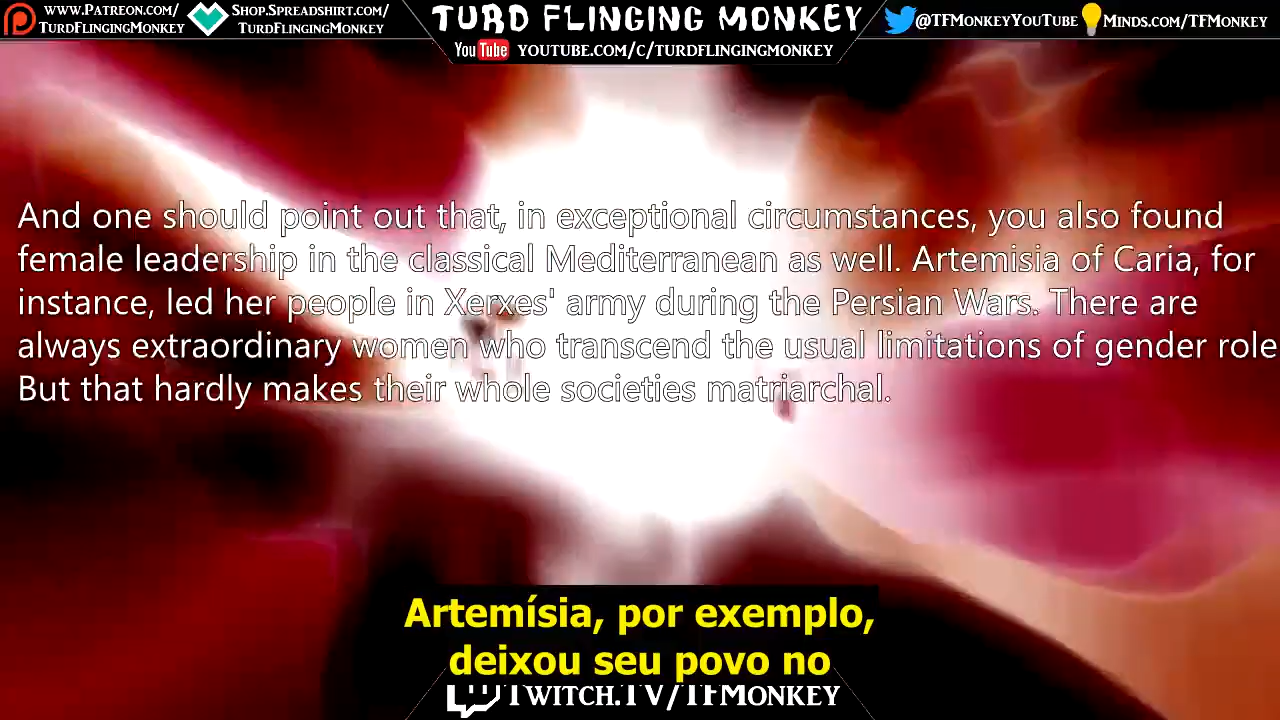 www.Patreon.com/
TurdFlingingMonkey
Shop.Spreadshirt.com/
TurdFlingingMonkey
TURD FLINGING MONKEY
You Tube youtube.com/c/turdflingingmonkey
@TFMonkeyYouTube
Minds.com/TFMonkey
And one should point out that, in exceptional circumstances, you also found
female leadership in the classical Mediterranean as well. Artemisia of Caria, for
instance, led her people in Xerxes' army during the Persian Wars. There are
always extraordinary women who transcend the usual limitations of gender role
But that hardly makes their whole societies matriarchal.
Artemísia, por exemplo,
deixou seu povo no
Twitch.tv/TFMonkey